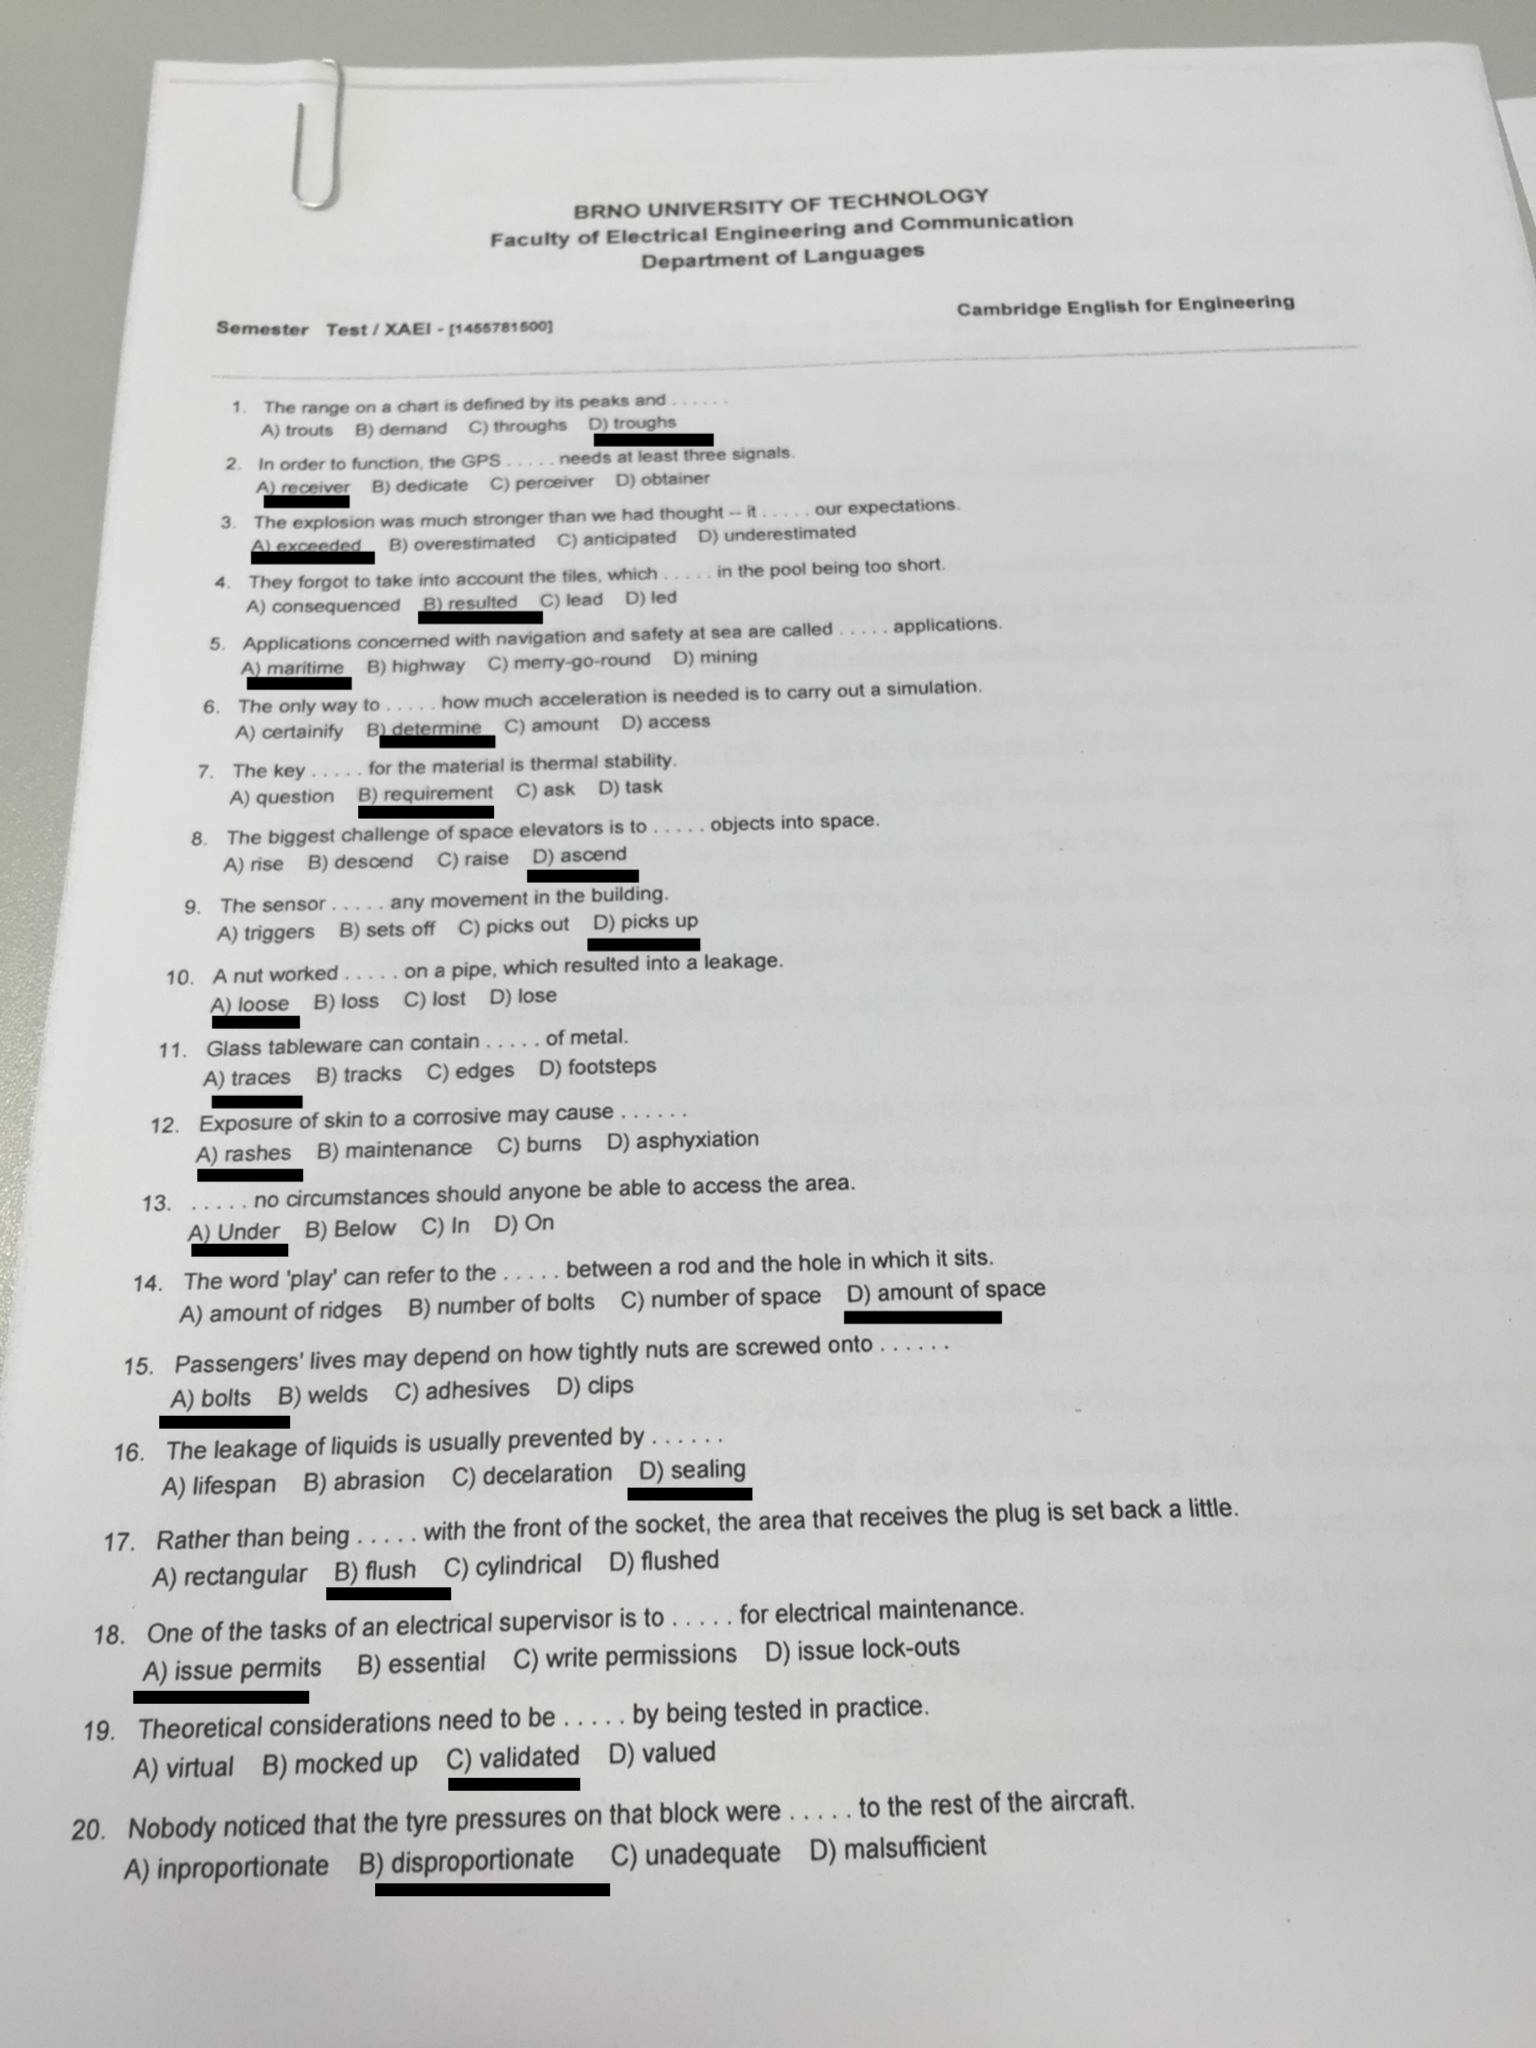 BRNO UNIVERSITY OF TECHNOLOGY
Faculty of Electrical Engineering and Communication
Department of Languages
Cambridge English for Engineering
Semester Test / XAEI - [1455781500]
1. The range on a chart is defined by its peaks and . . . . . .
A) trouts B) demand C) throughs D) troughs
2. In order to function, the GPS . . . . . needs at least three signals.
A) receiver B) dedicate C) perceiver D) obtainer
3. The explosion was much stronger than we had thought -- it . . . . . our expectations.
A) exceeded B) overestimated C) anticipated D) underestimated
4. They forgot to take into account the tiles, which . . . . . in the pool being too short.
A) consequenced B) resulted C) lead D) led
5. Applications concerned with navigation and safety at sea are called . . . . . applications.
A) maritime B) highway C) merry-go-round D) mining
6. The only way to . . . . . how much acceleration is needed is to carry out a simulation.
A) certainify B) determine C) amount D) access
7. The key . . . . . for the material is thermal stability.
A) question B) requirement C) ask D) task
8. The biggest challenge of space elevators is to . . . . . objects into space.
A) rise B) descend C) raise D) ascend
9. The sensor . . . . . any movement in the building.
A) triggers B) sets off C) picks out D) picks up
10. A nut worked . . . . . on a pipe, which resulted into a leakage.
A) loose B) loss C) lost D) lose
11. Glass tableware can contain . . . . . of metal.
A) traces B) tracks C) edges D) footsteps
12. Exposure of skin to a corrosive may cause . . . . . .
A) rashes B) maintenance C) burns D) asphyxiation
13. . . . . . no circumstances should anyone be able to access the area.
A) Under B) Below C) In D) On
14. The word 'play' can refer to the . . . . . between a rod and the hole in which it sits.
A) amount of ridges B) number of bolts C) number of space D) amount of space
15. Passengers' lives may depend on how tightly nuts are screwed onto . . . . . .
A) bolts B) welds C) adhesives D) clips
16. The leakage of liquids is usually prevented by . . . . . .
A) lifespan B) abrasion C) decelaration D) sealing
17. Rather than being . . . . . with the front of the socket, the area that receives the plug is set back a little.
A) rectangular B) flush C) cylindrical D) flushed
18. One of the tasks of an electrical supervisor is to . . . . . for electrical maintenance.
A) issue permits B) essential C) write permissions D) issue lock-outs
19. Theoretical considerations need to be . . . . . by being tested in practice.
A) virtual B) mocked up C) validated D) valued
20. Nobody noticed that the tyre pressures on that block were . . . . . to the rest of the aircraft.
A) inproportionate B) disproportionate C) unadequate D) malsufficient